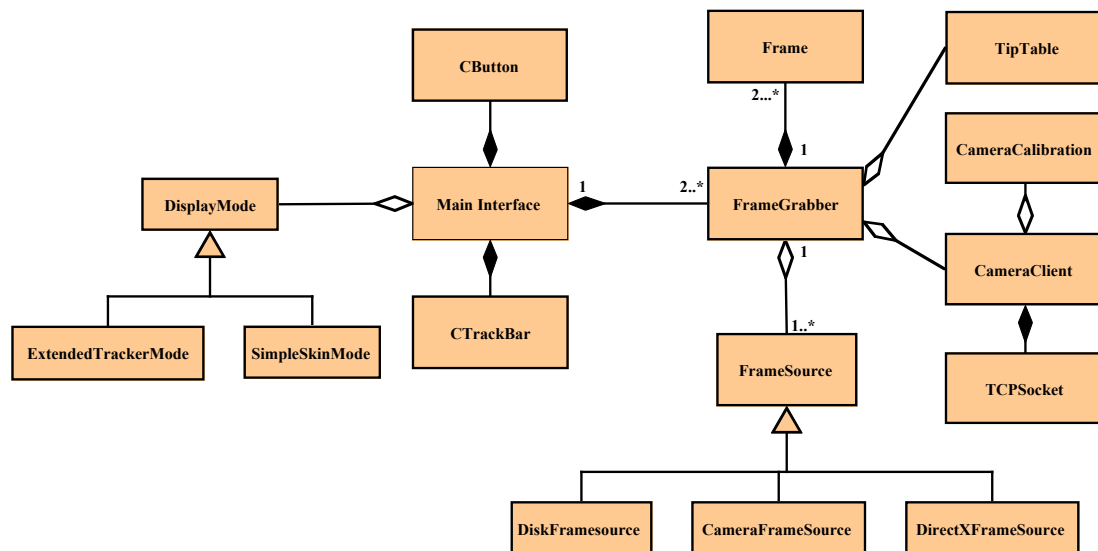 Frame
TipTable
CButton
2...*
1
CameraCalibration
DisplayMode
Main Interface
1
2..*
FrameGrabber
1
CameraClient
ExtendedTrackerMode
SimpleSkinMode
CTrackBar
1..*
FrameSource
TCPSocket
DiskFramesource
CameraFrameSource
DirectXFrameSource